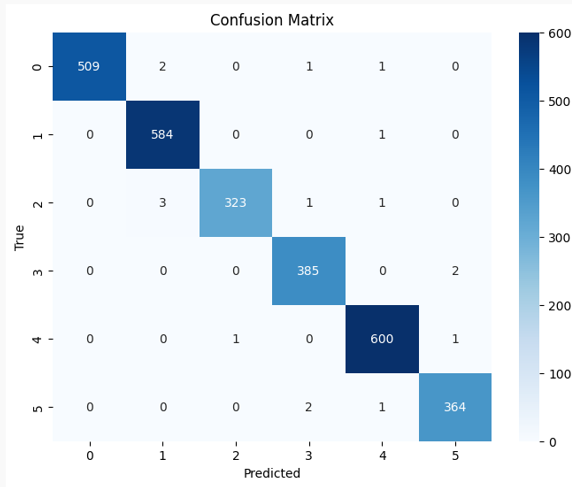 Confusion Matrix
True
0 509 2 0 1 1 0
1 0 584 0 0 1 0
2 0 3 323 1 1 0
3 0 0 0 385 0 2
4 0 0 1 0 600 1
5 0 0 0 2 1 364
0 1 2 3 4 5
Predicted
600
500
400
300
200
100
0